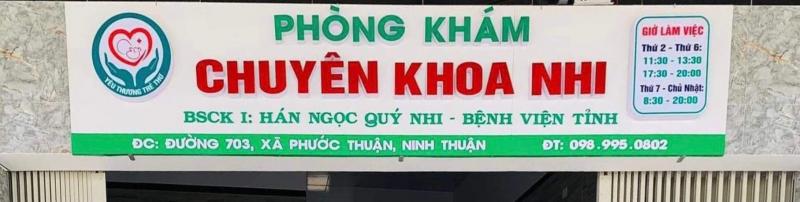 PHÒNG KHÁM
CHUYÊN KHOA NHI
BSCK I: HÁN NGỌC QUÝ NHI - BỆNH VIỆN TỈNH
ĐC: ĐƯỜNG 703, XÃ PHƯỚC THUẬN, NINH THUẬN ĐT: 098.995.0802
YÊU THƯƠNG TRẺ THƠ
GIỜ LÀM VIỆC
Thứ 2 - Thứ 6:
11:30 - 13:30
17:30 - 20:00
Thứ 7 - Chủ Nhật:
8:30 - 20:00